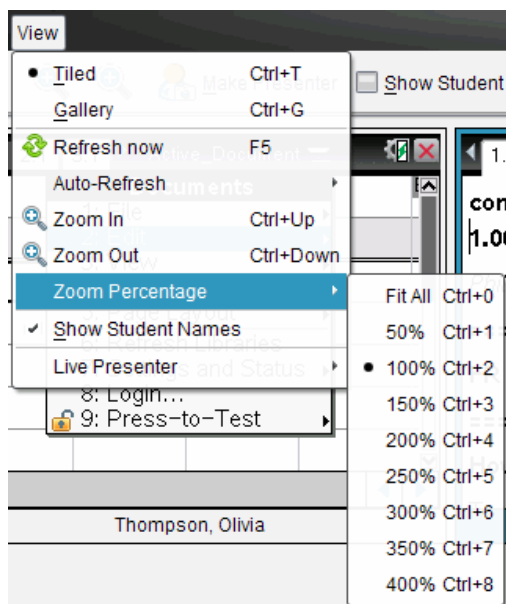 View
Tiled Ctrl+T
Make Presenter
Show Student
Gallery Ctrl+G
Refresh now F5
Auto-Refresh
Zoom In Ctrl+Up
Zoom Out Ctrl+Down
Zoom Percentage
Show Student Names
Live Presenter
Fit All Ctrl+0
50% Ctrl+1
100% Ctrl+2
150% Ctrl+3
200% Ctrl+4
250% Ctrl+5
300% Ctrl+6
350% Ctrl+7
400% Ctrl+8
8: Login...
9: Press-to-Test
Thompson, Olivia